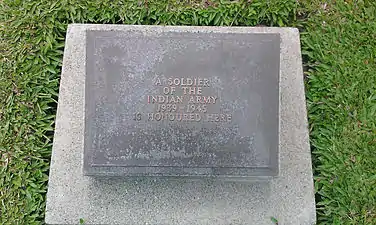 A SOLDIER
OF THE
INDIAN ARMY
1939-1945
IS HONOURED HERE